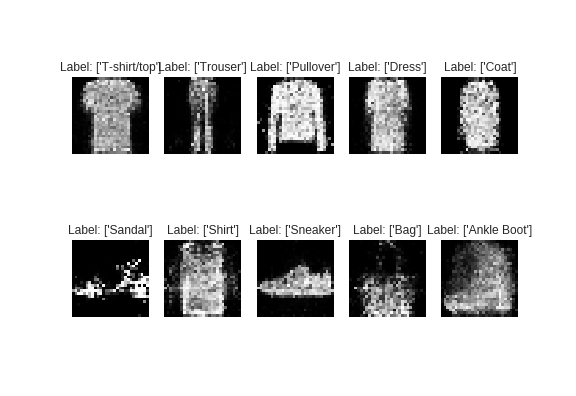 Label: ['T-shirt/top'] Label: ['Trouser'] Label: ['Pullover'] Label: ['Dress'] Label: ['Coat']
Label: ['Sandal'] Label: ['Shirt'] Label: ['Sneaker'] Label: ['Bag'] Label: ['Ankle Boot']